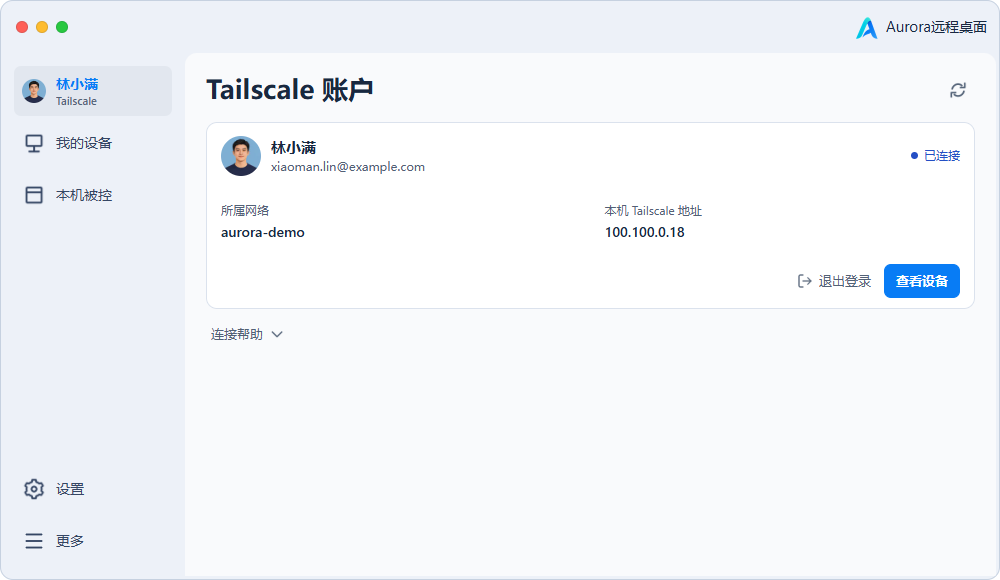 Aurora远程桌面
林小满
Tailscale
我的设备
本机被控
设置
更多
Tailscale 账户
林小满
xiaoman.lin@example.com
已连接
所属网络
aurora-demo
本机 Tailscale 地址
100.100.0.18
退出登录
查看设备
连接帮助